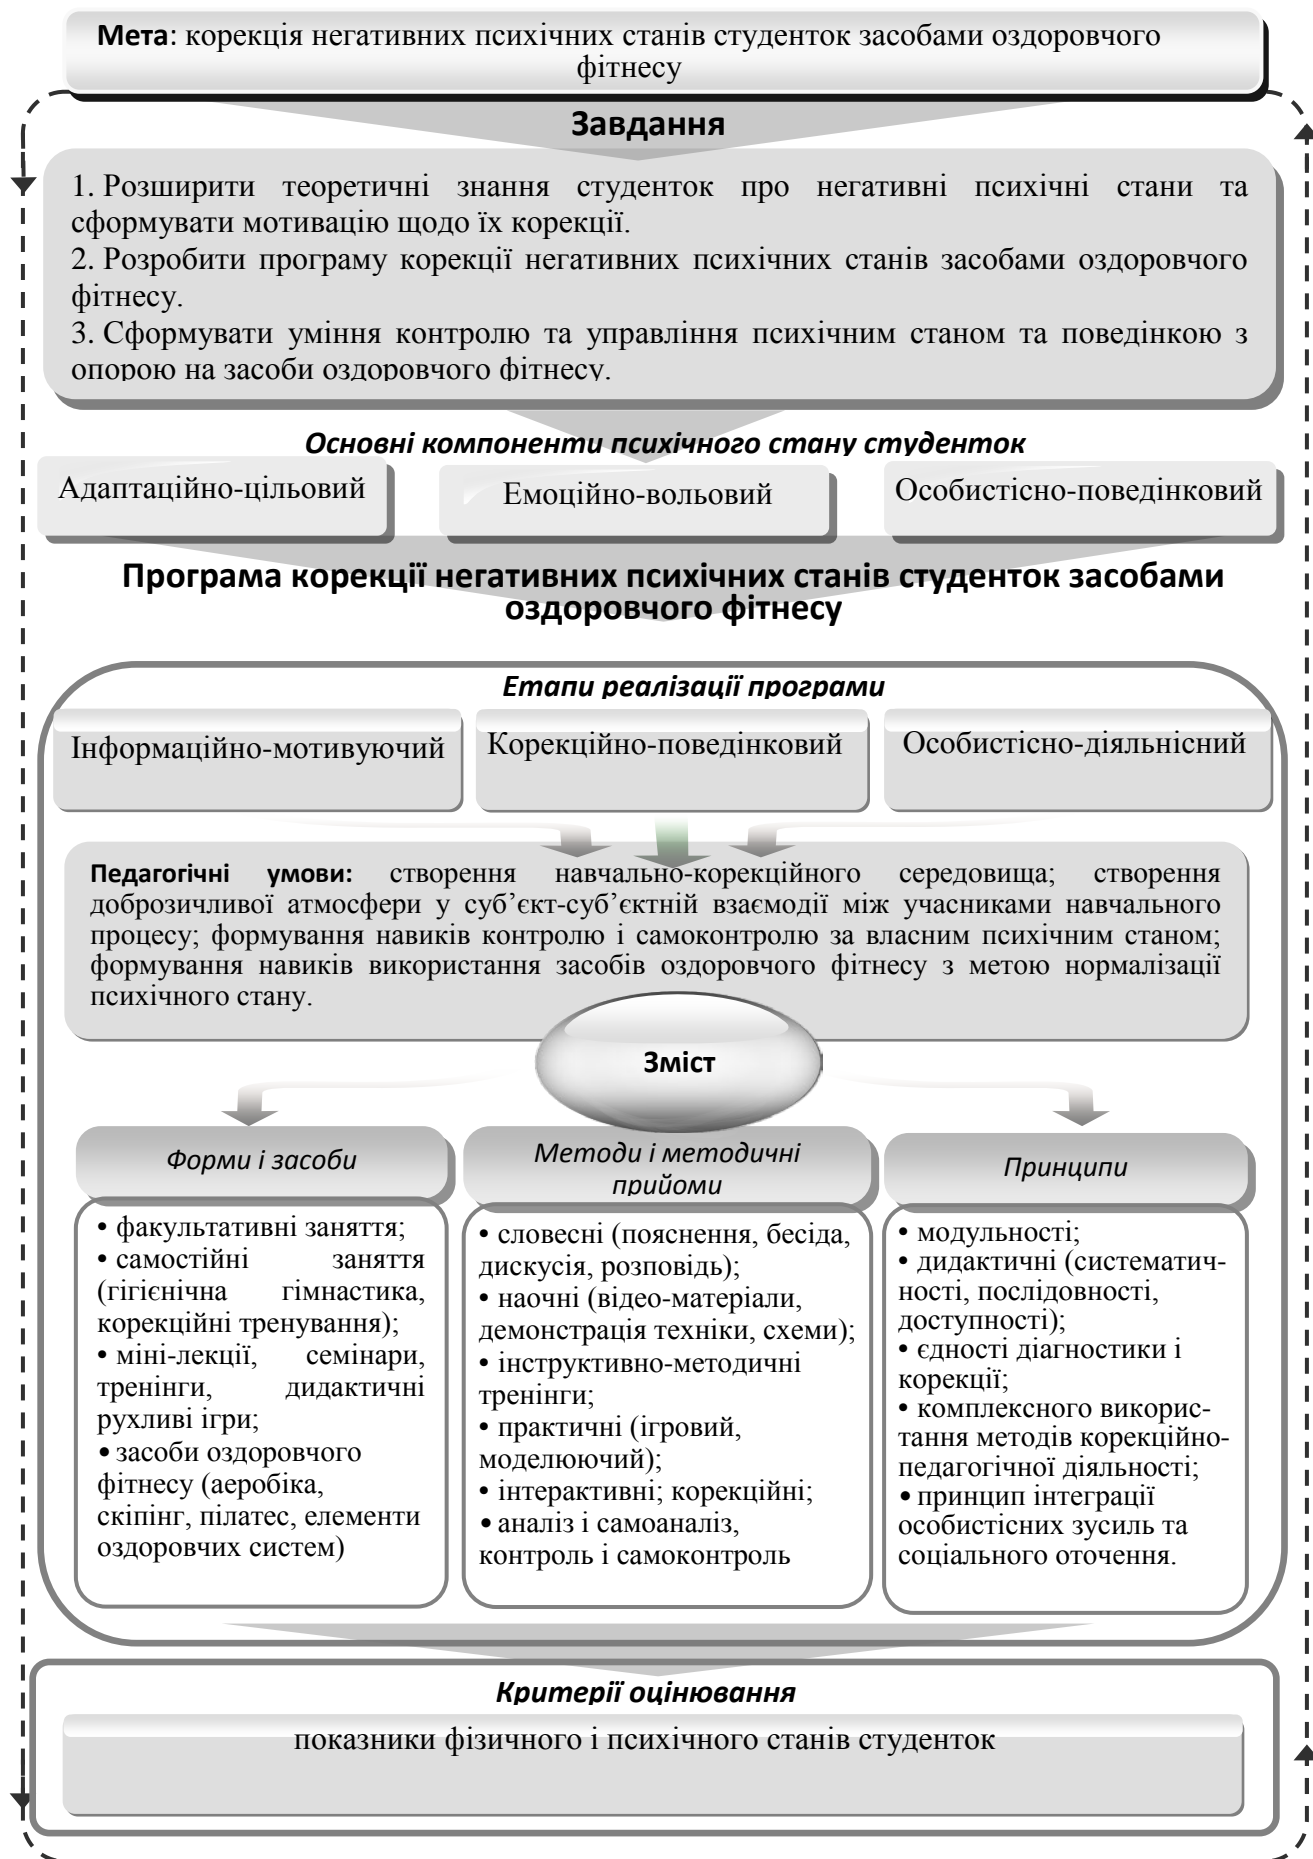 Мета: корекція негативних психічних станів студенток засобами оздоровчого
фітнесу
Завдання
1. Розширити теоретичні знання студенток про негативні психічні стани та
сформувати мотивацію щодо їх корекції.
2. Розробити програму корекції негативних психічних станів засобами оздоровчого
фітнесу.
3. Сформувати уміння контролю та управління психічним станом та поведінкою з
опорою на засоби оздоровчого фітнесу.
Основні компоненти психічного стану студенток
Адаптаційно-цільовий
Емоційно-вольовий
Особистісно-поведінковий
Програма корекції негативних психічних станів студенток засобами
оздоровчого фітнесу
Етапи реалізації програми
Інформаційно-мотивуючий
Корекційно-поведінковий
Особистісно-діяльнісний
Педагогічні умови: створення навчально-корекційного середовища; створення
доброзичливої атмосфери у суб’єкт-суб’єктній взаємодії між учасниками навчального
процесу; формування навиків контролю і самоконтролю за власним психічним станом;
формування навиків використання засобів оздоровчого фітнесу з метою нормалізації
психічного стану.
Зміст
Форми і засоби
• факультативні заняття;
• самостійні заняття
(гігієнічна гімнастика,
корекційні тренування);
• міні-лекції, семінари,
тренінги, дидактичні
рухливі ігри;
• засоби оздоровчого
фітнесу (аеробіка,
скіпінг, пілатес, елементи
оздоровчих систем)
Методи і методичні
прийоми
• словесні (пояснення, бесіда,
дискусія, розповідь);
• наочні (відео-матеріали,
демонстрація техніки, схеми);
• інструктивно-методичні
тренінги;
• практичні (ігровий,
моделюючий);
• інтерактивні; корекційні;
• аналіз і самоаналіз,
контроль і самоконтроль
Принципи
• модульності;
• дидактичні (систематич-
ності, послідовності,
доступності);
• єдності діагностики і
корекції;
• комплексного викорис-
тання методів корекційно-
педагогічної діяльності;
• принцип інтеграції
особистісних зусиль та
соціального оточення.
Критерії оцінювання
показники фізичного і психічного станів студенток